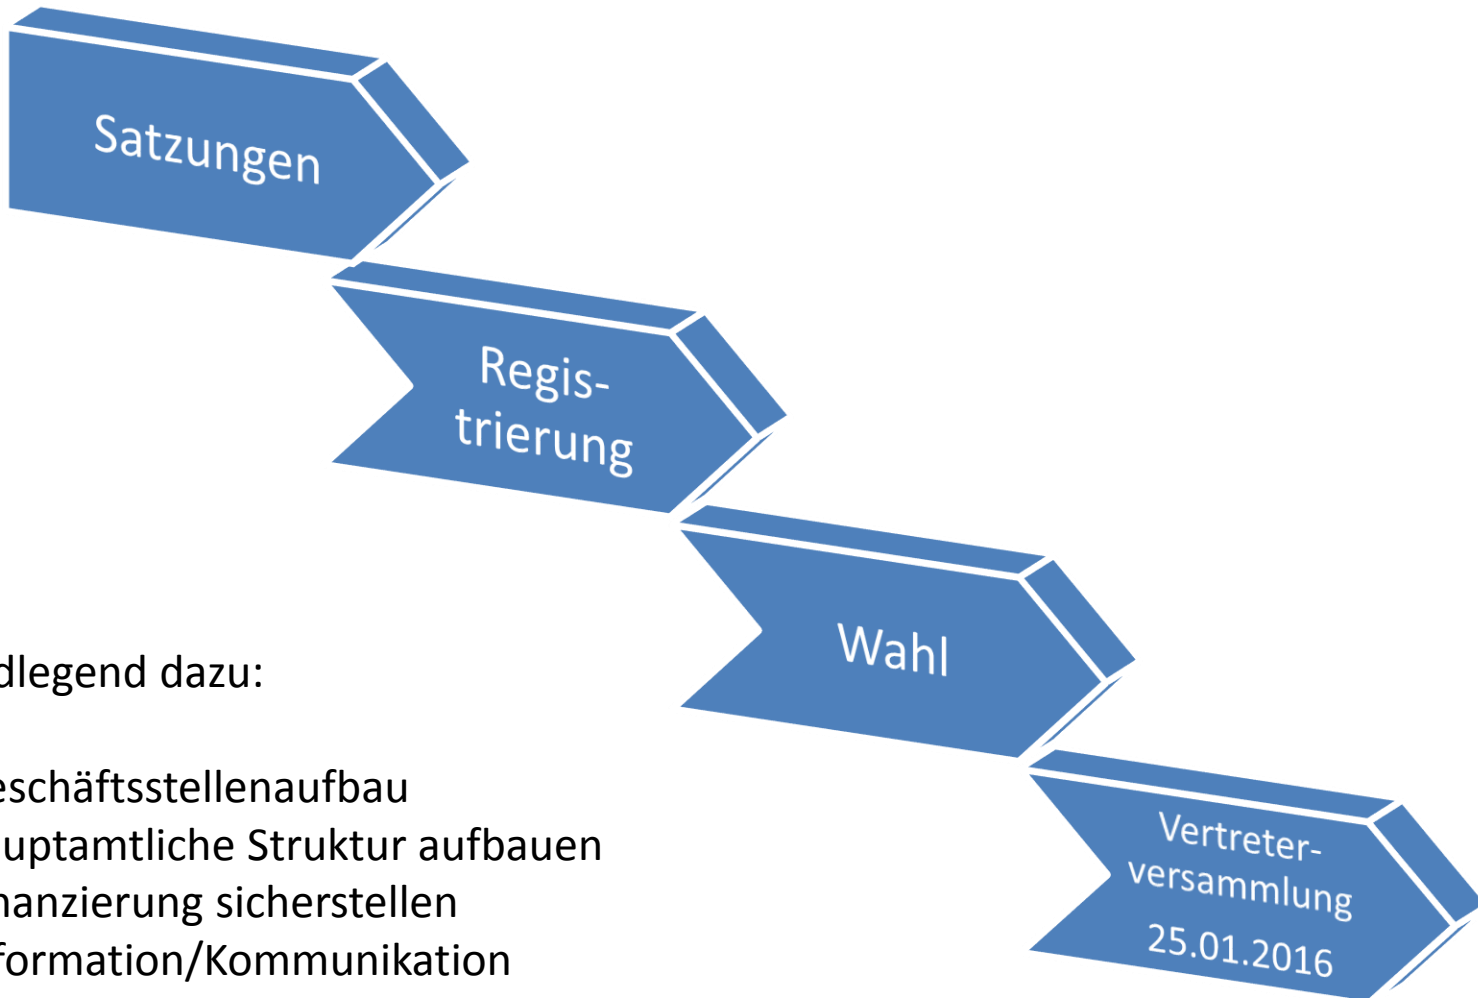 Satzungen
Regis-
trierung
Wahl
dlegend dazu:
eschäftsstellenaufbau
uptamtliche Struktur aufbauen
nanzierung sicherstellen
formation/Kommunikation
Vertreter-
versammlung
25.01.2016